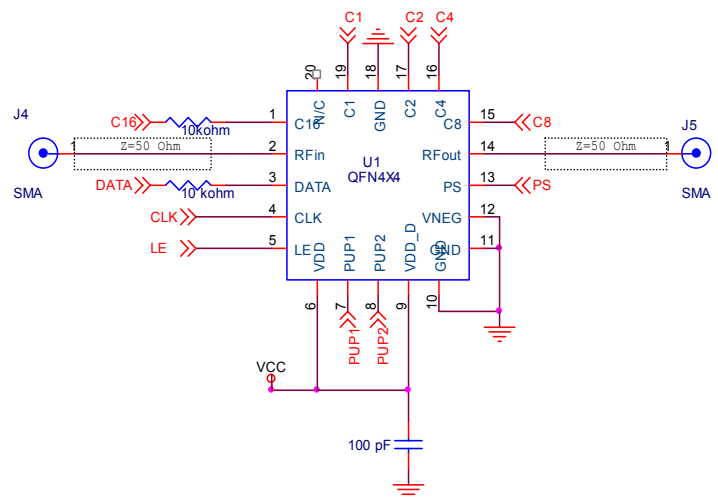 C1
C2
C4
20
19
18
17
16
N/C
C1
GND
C2
C4
J4
C16
10kohm
1
C16
C8
15
C8
J5
1
Z=50 Ohm
2
RFin
U1
RFout
14
Z=50 Ohm
1
QFN4X4
SMA
DATA
10 kohm
3
DATA
PS
13
PS
SMA
CLK
4
CLK
VNEG
12
LE
5
LE
GND
11
VDD
PUP1
PUP2
VDD_D
GND
6
7
8
9
10
PUP1
PUP2
VCC
100 pF